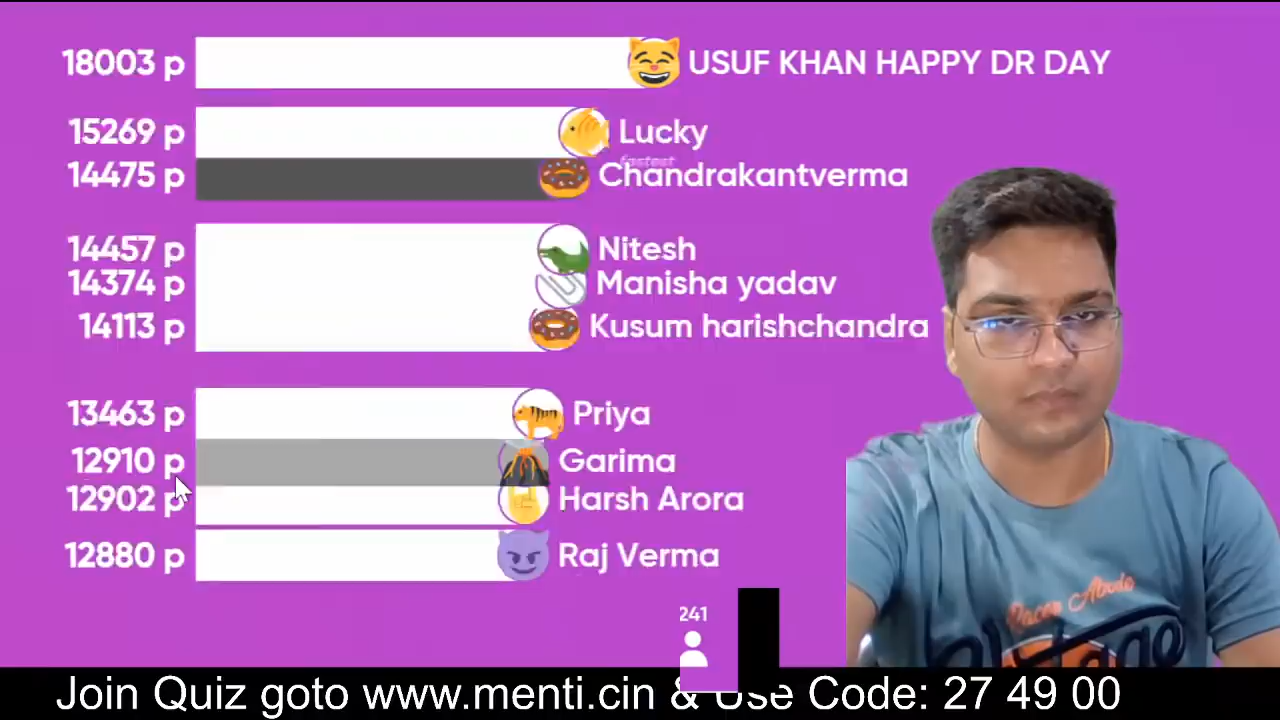 18003 p USUF KHAN HAPPY DR DAY
15269 p Lucky
fastest
14475 p Chandrakantverma
14457 p Nitesh
14374 p Manisha yadav
14113 p Kusum harishchandra
13463 p Priya
12910 p Garima
12902 p Harsh Arora
12880 p Raj Verma
241
Join Quiz goto www.menti.cin & Use Code: 27 49 00